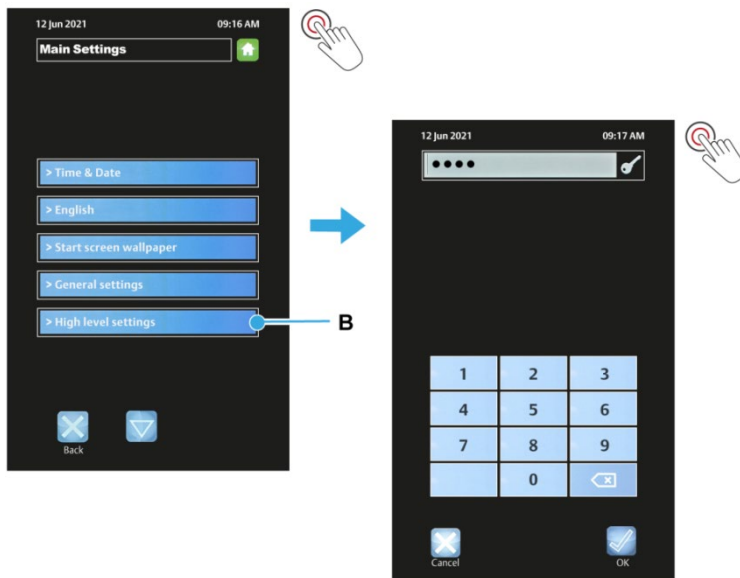 12 Jun 2021 09:16 AM
Main Settings
> Time & Date
> English
> Start screen wallpaper
> General settings
> High level settings
B
Back
12 Jun 2021 09:17 AM
••••
1 2 3
4 5 6
7 8 9
0
Cancel OK